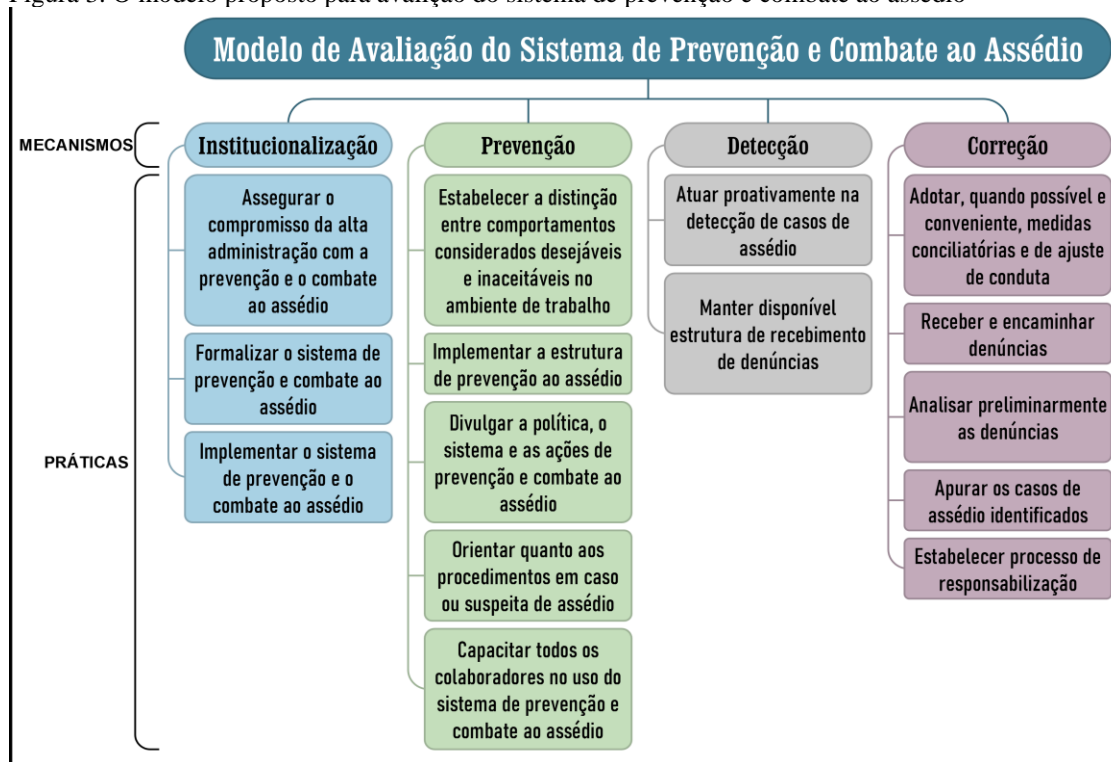 Figura 3: O modelo proposto para avalição do sistema de prevenção e combate ao assédio
Modelo de Avaliação do Sistema de Prevenção e Combate ao Assédio
MECANISMOS
Institucionalização
Prevenção
Detecção
Correção
PRÁTICAS
Assegurar o
compromisso da alta
administração com a
prevenção e o combate
ao assédio
Formalizar o sistema de
prevenção e combate ao
assédio
Implementar o sistema
de prevenção e o
combate ao assédio
Estabelecer a distinção
entre comportamentos
considerados desejáveis
e inaceitáveis no
ambiente de trabalho
Implementar a estrutura
de prevenção ao assédio
Divulgar a política, o
sistema e as ações de
prevenção e combate ao
assédio
Orientar quanto aos
procedimentos em caso
ou suspeita de assédio
Capacitar todos os
colaboradores no uso do
sistema de prevenção e
combate ao assédio
Atuar proativamente na
detecção de casos de
assédio
Manter disponível
estrutura de recebimento
de denúncias
Adotar, quando possível e
conveniente, medidas
conciliatórias e de ajuste
de conduta
Receber e encaminhar
denúncias
Analisar preliminarmente
as denúncias
Apurar os casos de
assédio identificados
Estabelecer processo de
responsabilização